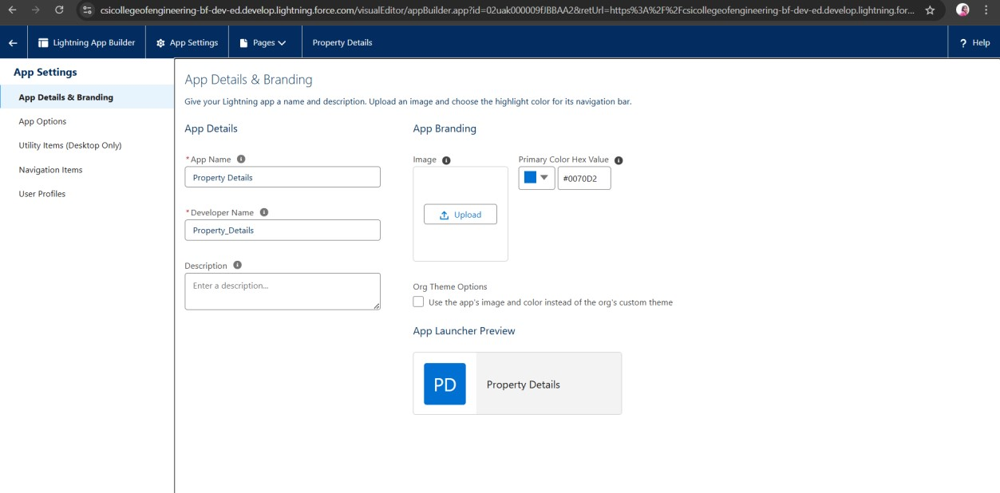 csicollegeofengineering-bf-dev-ed.develop.lightning.force.com/visualEditor/appBuilder.app?id=02uak000009fJBBAA2&retUrl=https%3A%2F%2Fcsicollegeofengineering-bf-dev-ed.develop.lightning.for...
Lightning App Builder
App Settings
Pages
Property Details
? Help
App Settings
App Details & Branding
App Options
Utility Items (Desktop Only)
Navigation Items
User Profiles
App Details & Branding
Give your Lightning app a name and description. Upload an image and choose the highlight color for its navigation bar.
App Details
*App Name
Property Details
*Developer Name
Property_Details
Description
Enter a description...
App Branding
Image
Upload
Primary Color Hex Value
#0070D2
Org Theme Options
Use the app's image and color instead of the org's custom theme
App Launcher Preview
PD
Property Details